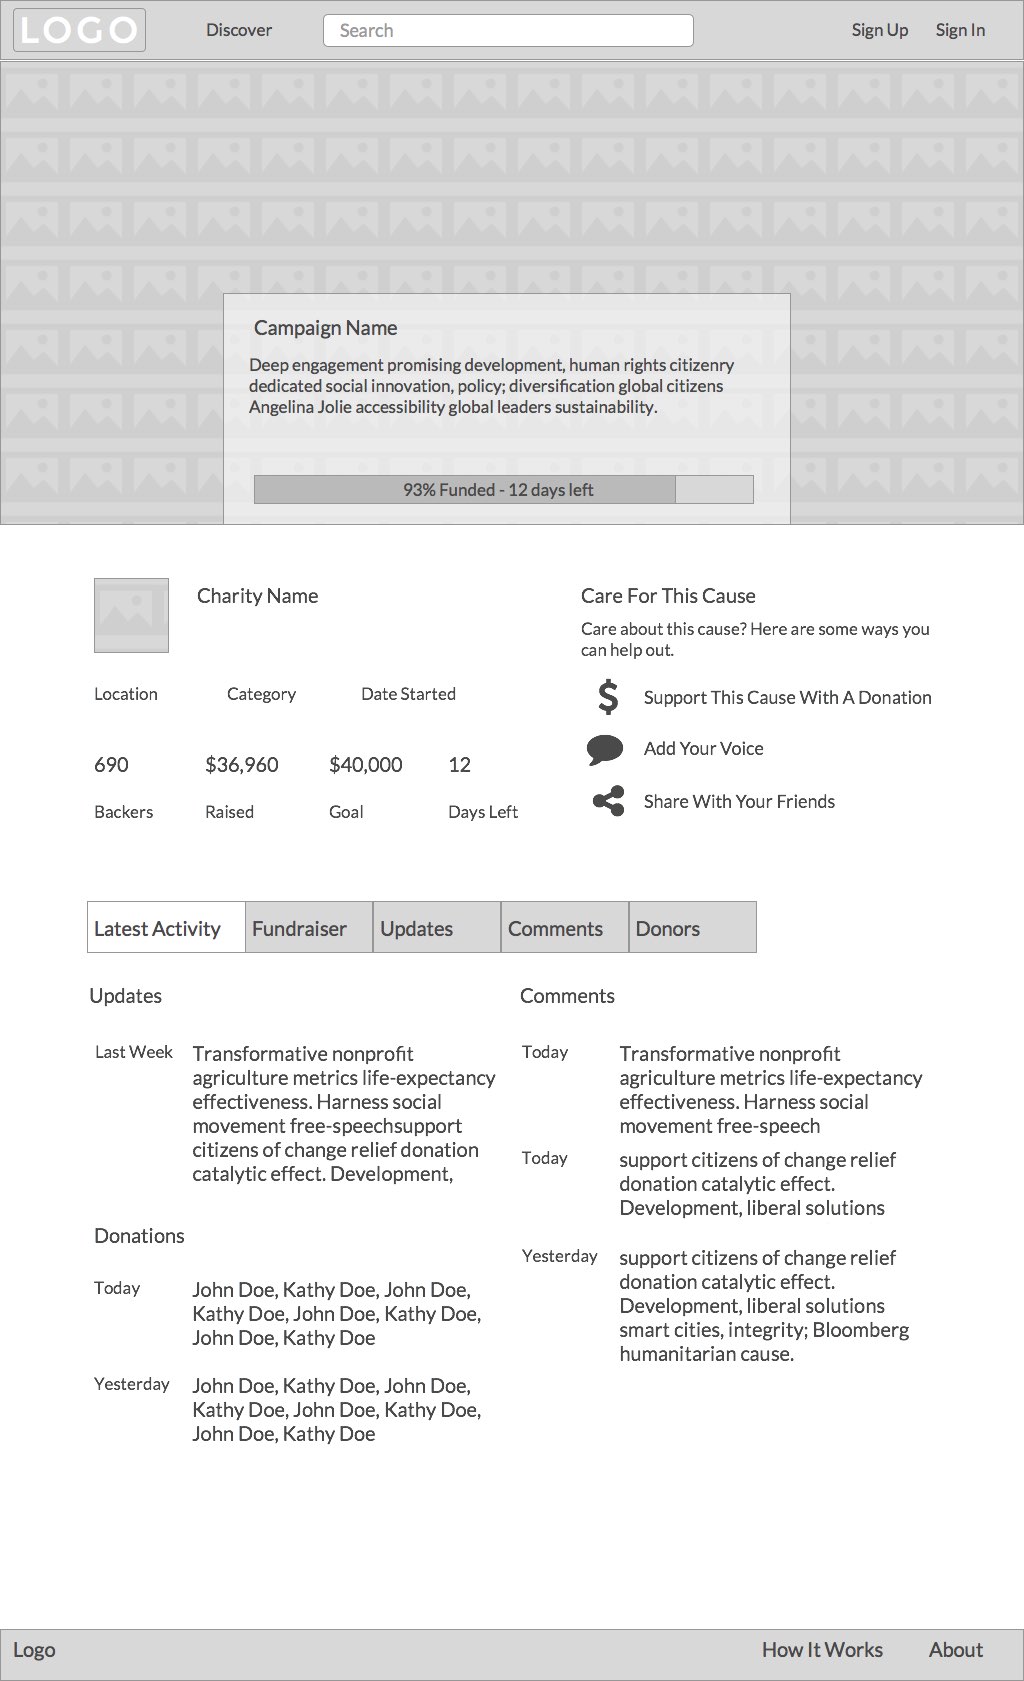 LOGO
Discover
Search
Sign Up
Sign In
Campaign Name
Deep engagement promising development, human rights citizenry
dedicated social innovation, policy; diversification global citizens
Angelina Jolie accessibility global leaders sustainability.
93% Funded - 12 days left
Charity Name
Location
Category
Date Started
690
$36,960
$40,000
12
Backers
Raised
Goal
Days Left
Care For This Cause
Care about this cause? Here are some ways you
can help out.
Support This Cause With A Donation
Add Your Voice
Share With Your Friends
Latest Activity
Fundraiser
Updates
Comments
Donors
Updates
Last Week
Transformative nonprofit
agriculture metrics life-expectancy
effectiveness. Harness social
movement free-speechsupport
citizens of change relief donation
catalytic effect. Development,
Donations
Today
John Doe, Kathy Doe, John Doe,
Kathy Doe, John Doe, Kathy Doe,
John Doe, Kathy Doe
Yesterday
John Doe, Kathy Doe, John Doe,
Kathy Doe, John Doe, Kathy Doe,
John Doe, Kathy Doe
Comments
Today
Transformative nonprofit
agriculture metrics life-expectancy
effectiveness. Harness social
movement free-speech
Today
support citizens of change relief
donation catalytic effect.
Development, liberal solutions
Yesterday
support citizens of change relief
donation catalytic effect.
Development, liberal solutions
smart cities, integrity; Bloomberg
humanitarian cause.
Logo
How It Works
About